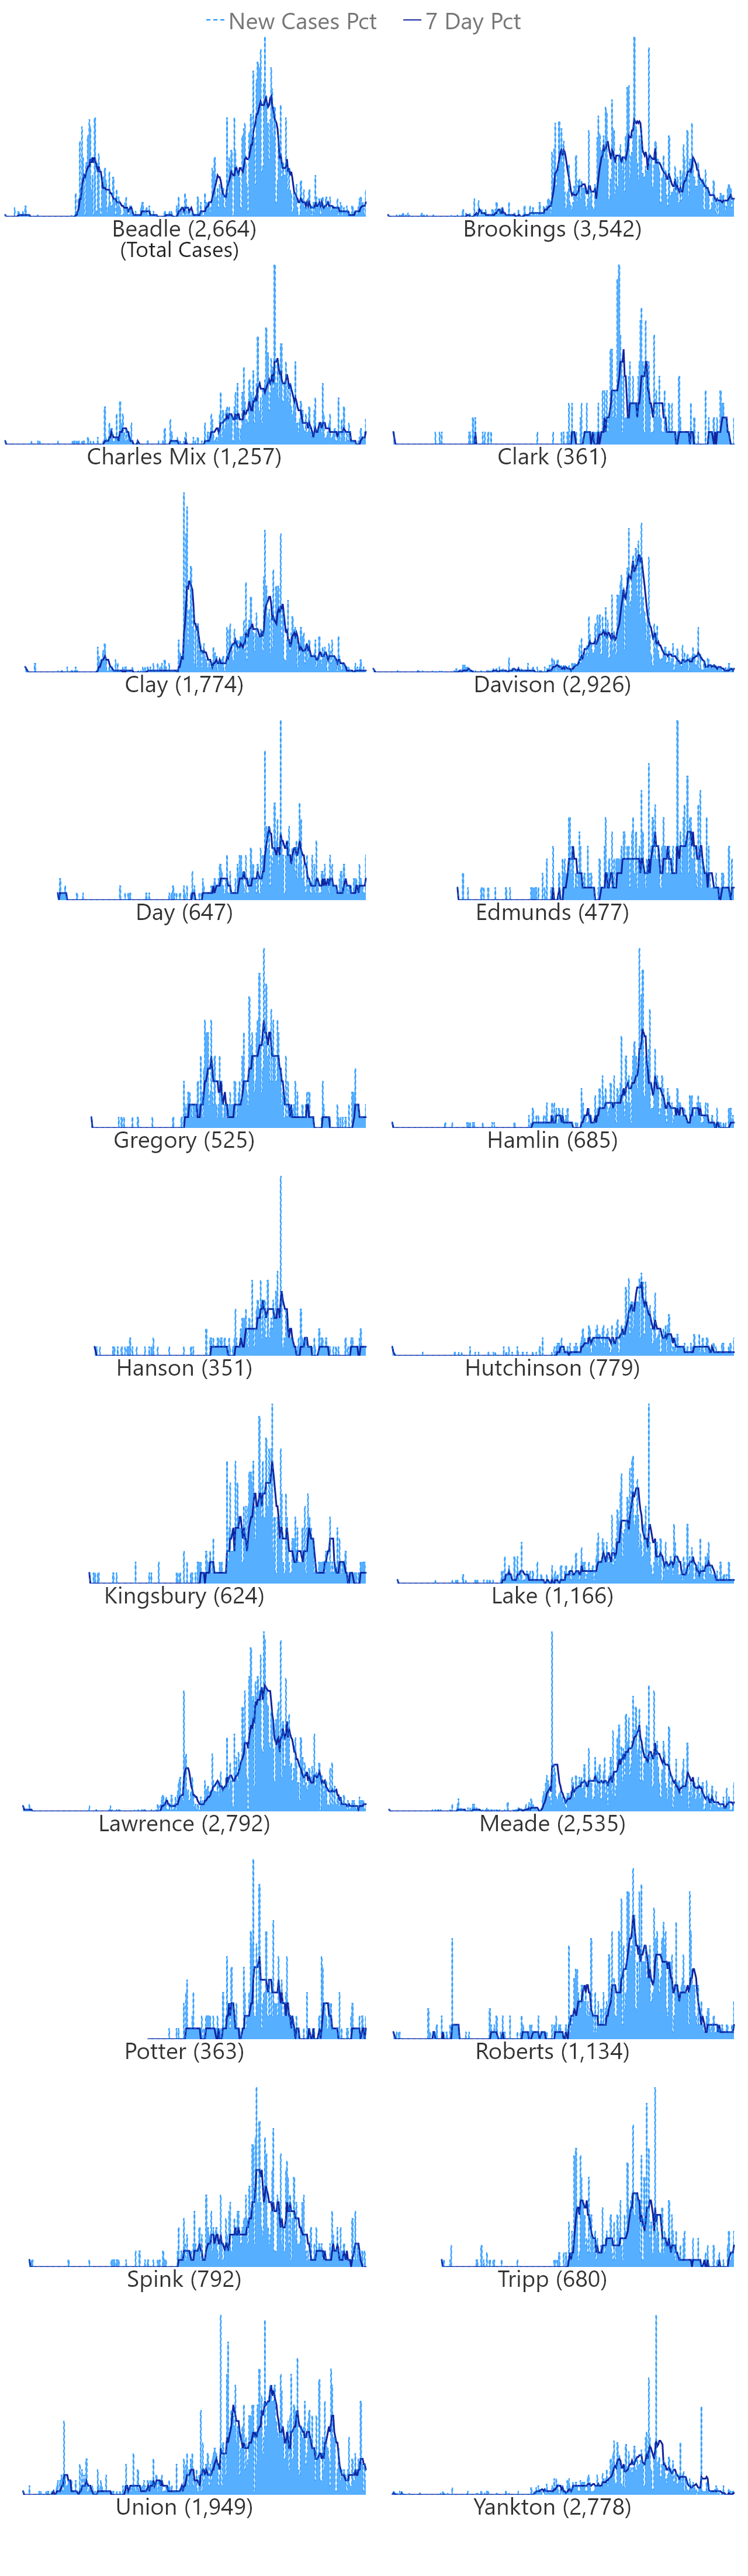 New Cases Pct 7 Day Pct
Beadle (2,664)
(Total Cases)
Brookings (3,542)
Charles Mix (1,257)
Clark (361)
Clay (1,774)
Davison (2,926)
Day (647)
Edmunds (477)
Gregory (525)
Hamlin (685)
Hanson (351)
Hutchinson (779)
Kingsbury (624)
Lake (1,166)
Lawrence (2,792)
Meade (2,535)
Potter (363)
Roberts (1,134)
Spink (792)
Tripp (680)
Union (1,949)
Yankton (2,778)